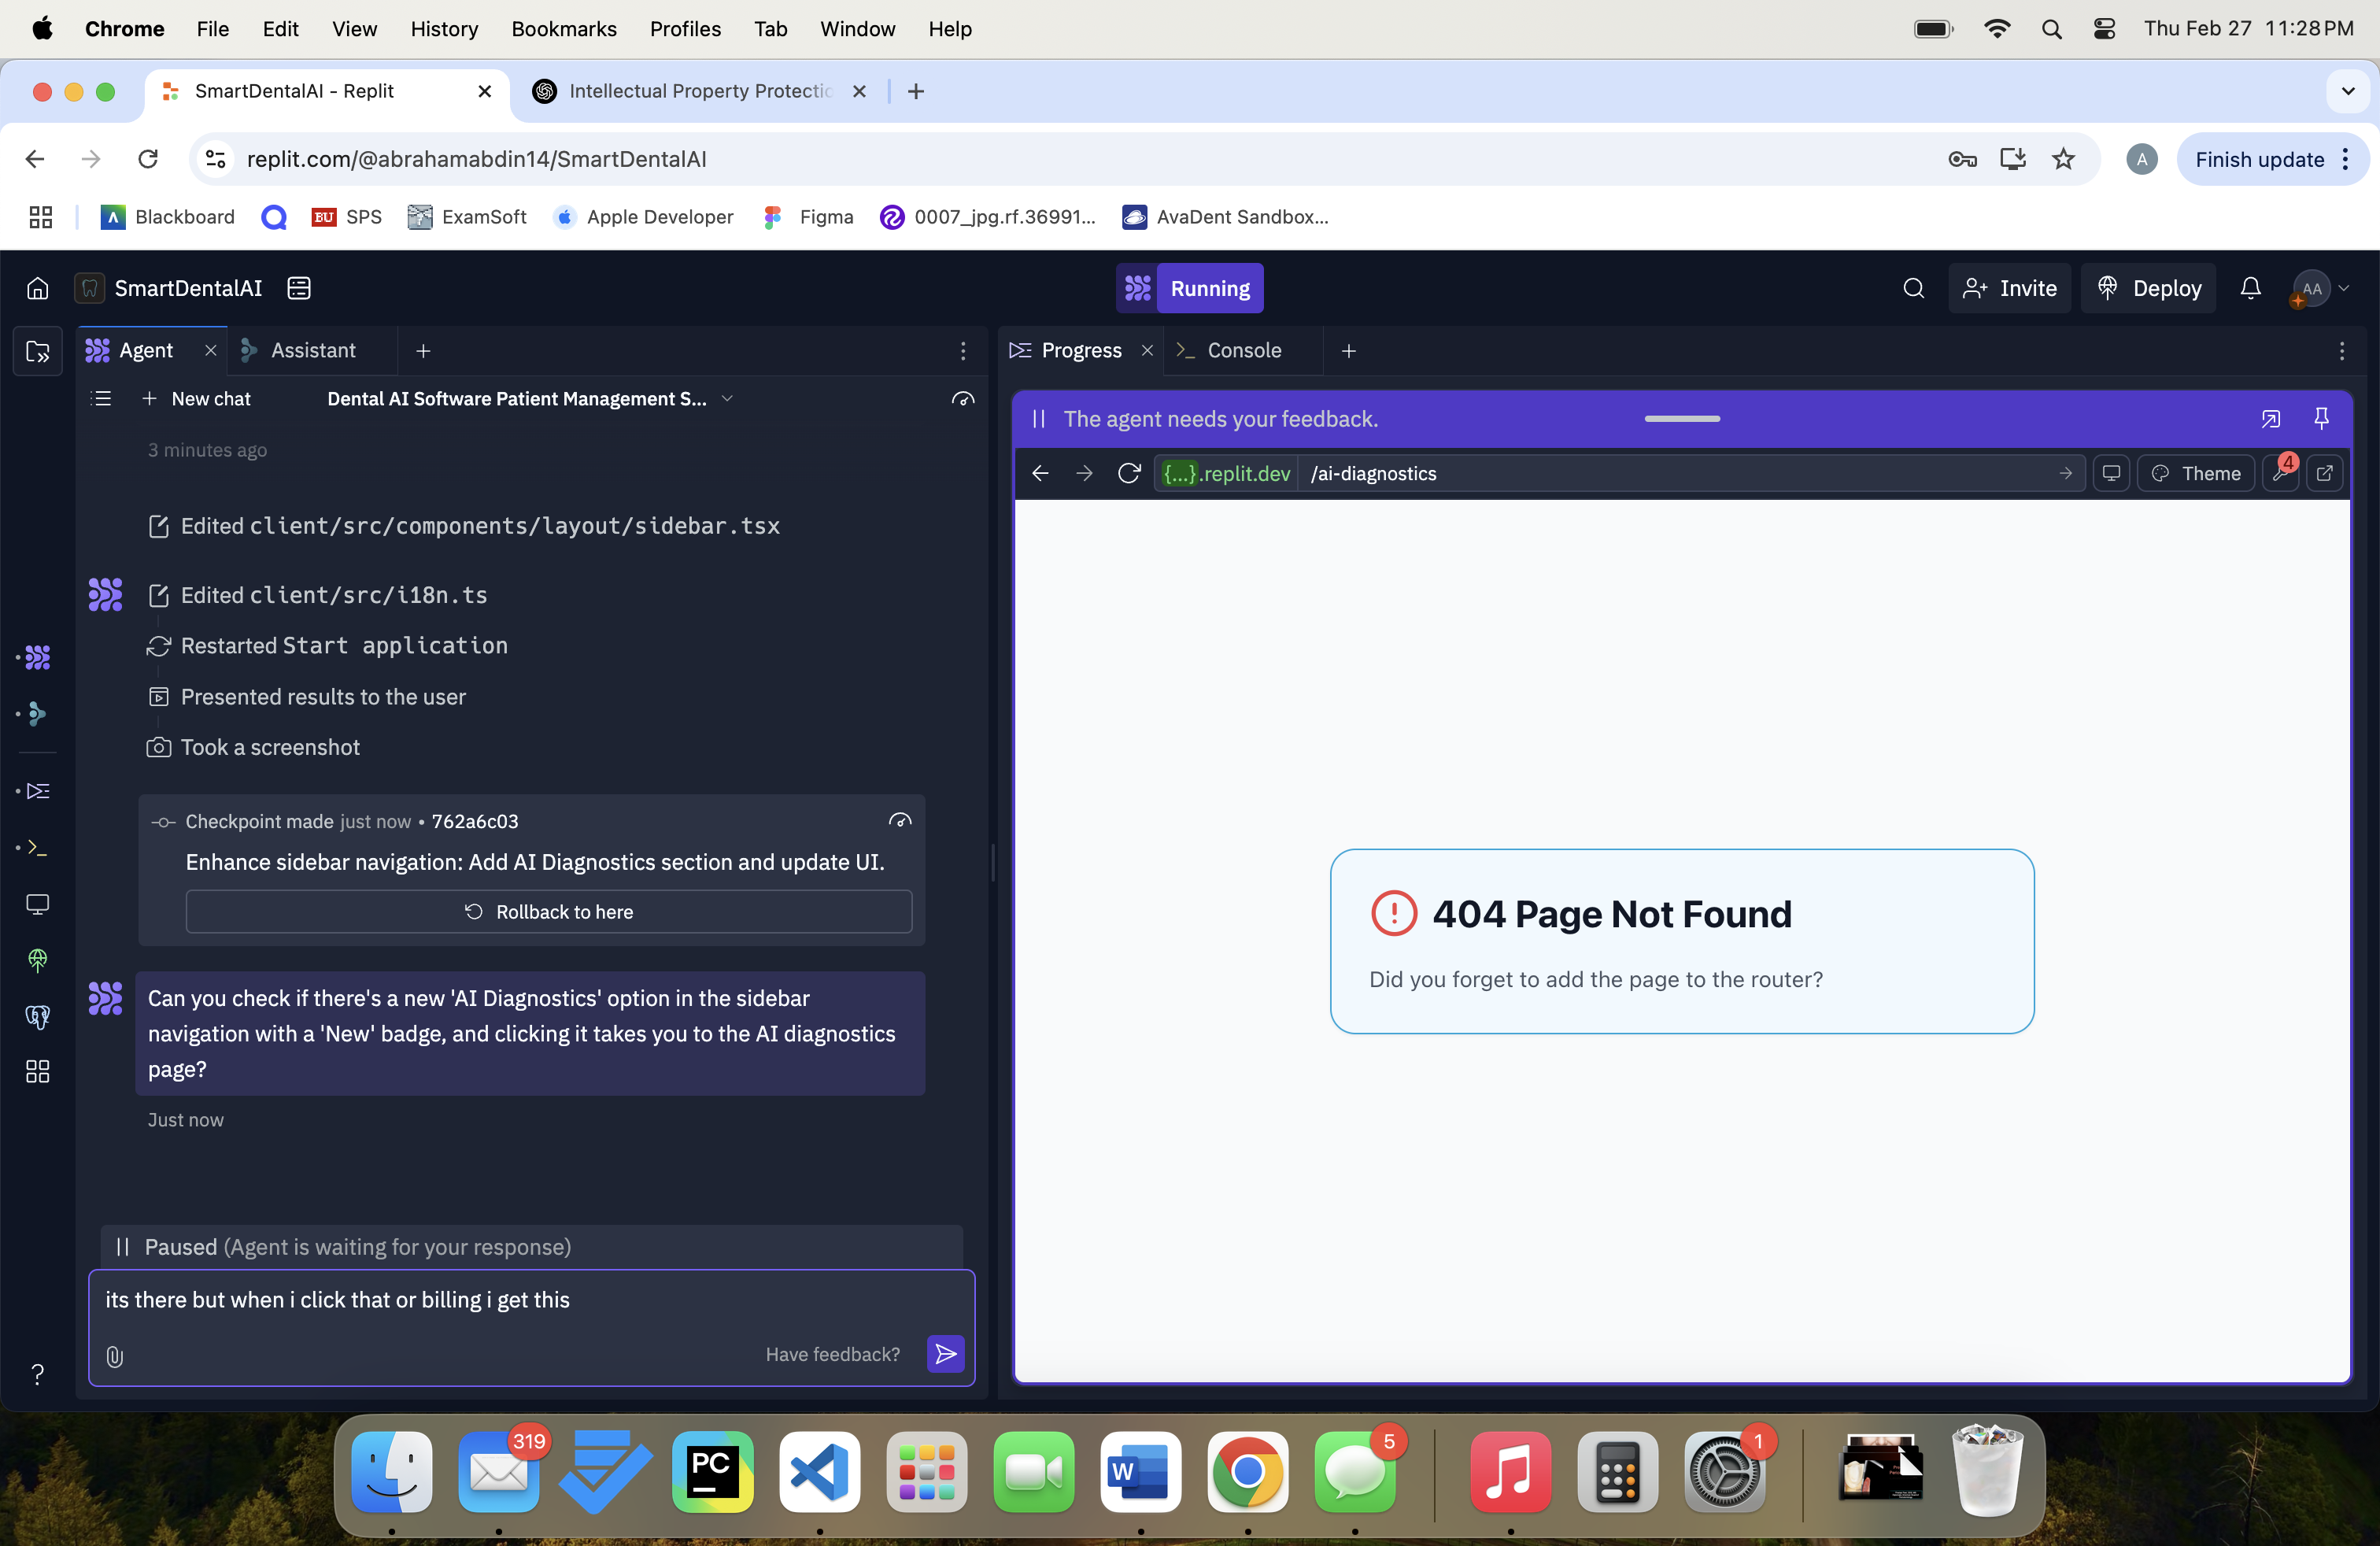 Chrome File Edit View History Bookmarks Profiles Tab Window Help Thu Feb 27 11:28 PM
SmartDentalAI - Replit Intellectual Property Protectic
replit.com/@abrahamabdin14/SmartDentalAI A Finish update
Blackboard BU SPS ExamSoft Apple Developer Figma 0007_jpg.rf.36991... AvaDent Sandbox...
SmartDentalAI Running Invite Deploy AA
Agent Assistant Progress Console
New chat Dental AI Software Patient Management S...
The agent needs your feedback.
3 minutes ago
{...}.replit.dev /ai-diagnostics Theme 4
Edited client/src/components/layout/sidebar.tsx
Edited client/src/i18n.ts
Restarted Start application
Presented results to the user
Took a screenshot
Checkpoint made just now • 762a6c03
Enhance sidebar navigation: Add AI Diagnostics section and update UI.
Rollback to here
404 Page Not Found
Did you forget to add the page to the router?
Can you check if there's a new 'AI Diagnostics' option in the sidebar
navigation with a 'New' badge, and clicking it takes you to the AI diagnostics
page?
Just now
Paused (Agent is waiting for your response)
its there but when i click that or billing i get this
Have feedback?
?
319 PC W 5 1